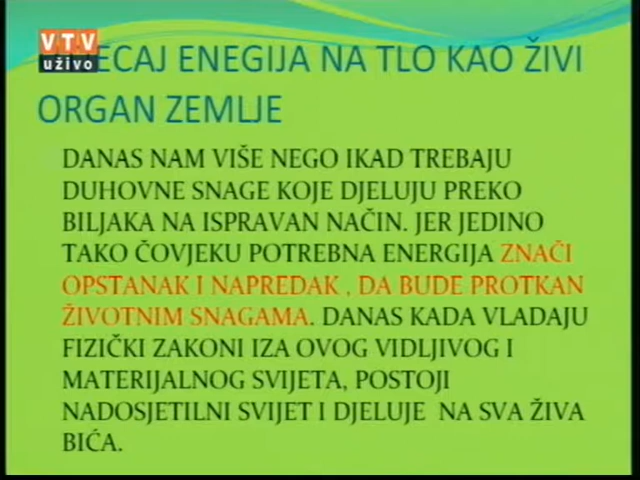 VTV
uživo
ECAJ ENEGIJA NA TLO KAO ŽIVI
ORGAN ZEMLJE
DANAS NAM VIŠE NEGO IKAD TREBAJU
DUHOVNE SNAGE KOJE DJELUJU PREKO
BILJAKA NA ISPRAVAN NAČIN. JER JEDINO
TAKO ČOVJEKU POTREBNA ENERGIJA ZNAČI
OPSTANAK I NAPREDAK , DA BUDE PROTKAN
ŽIVOTNIM SNAGAMA. DANAS KADA VLADAJU
FIZIČKI ZAKONI IZA OVOG VIDLJIVOG I
MATERIJALNOG SVIJETA, POSTOJI
NADOSJETILNI SVIJET I DJELUJE NA SVA ŽIVA
BIĆA.